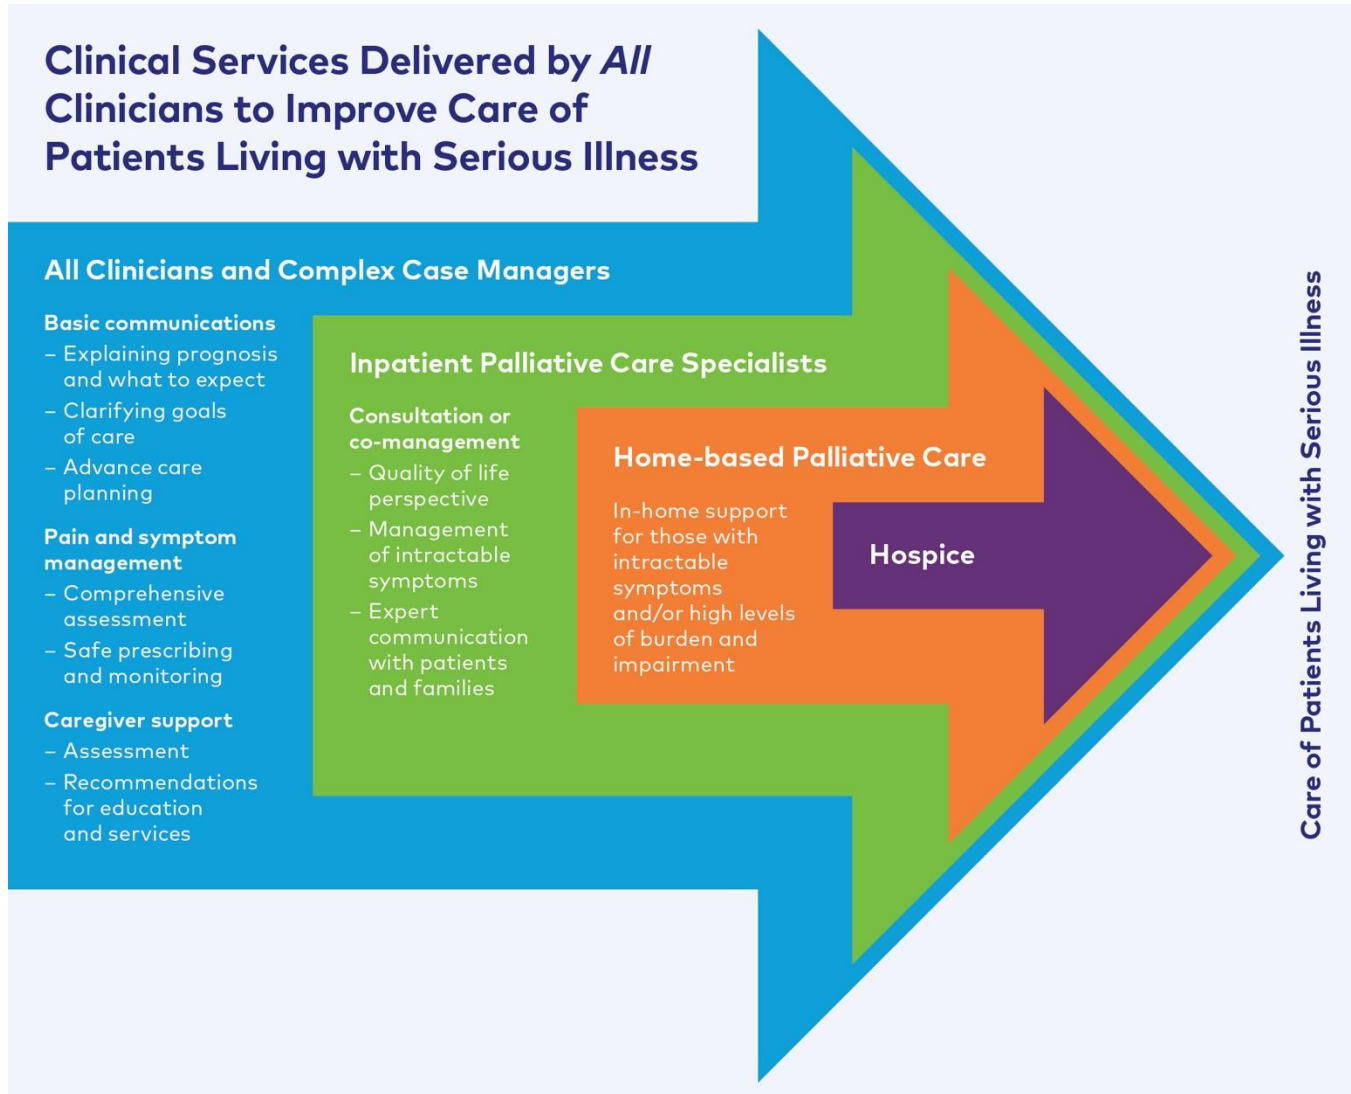 Clinical Services Delivered by All
Clinicians to Improve Care of
Patients Living with Serious Illness
All Clinicians and Complex Case Managers
Basic communications
– Explaining prognosis
and what to expect
– Clarifying goals
of care
– Advance care
planning
Pain and symptom
management
– Comprehensive
assessment
– Safe prescribing
and monitoring
Caregiver support
– Assessment
– Recommendations
for education
and services
Inpatient Palliative Care Specialists
Consultation or
co-management
– Quality of life
perspective
– Management
of intractable
symptoms
– Expert
communication
with patients
and families
Home-based Palliative Care
In-home support
for those with
intractable
symptoms
and/or high levels
of burden and
impairment
Hospice
Care of Patients Living with Serious Illness